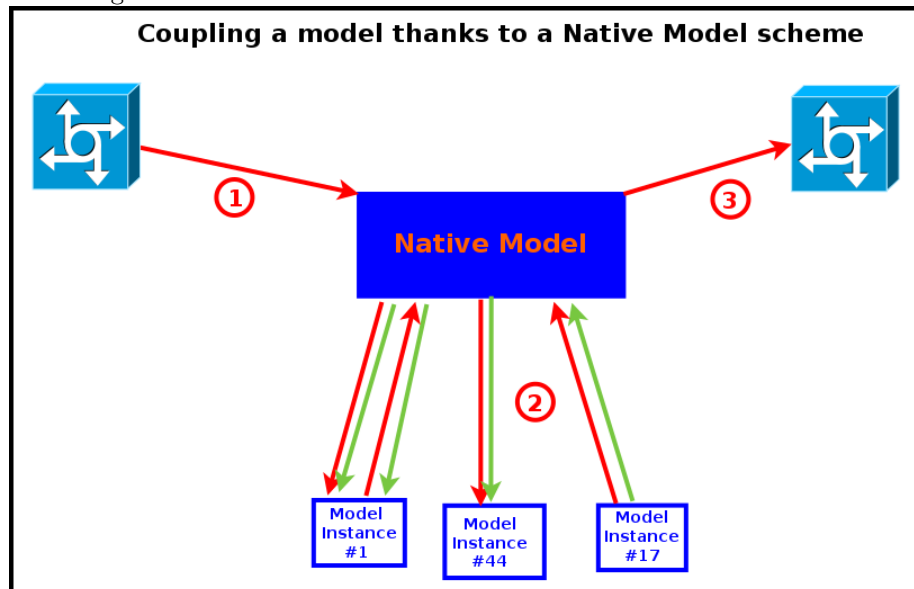 Coupling a model thanks to a Native Model scheme
1
3
Native Model
2
Model
Instance
#1
Model
Instance
#44
Model
Instance
#17